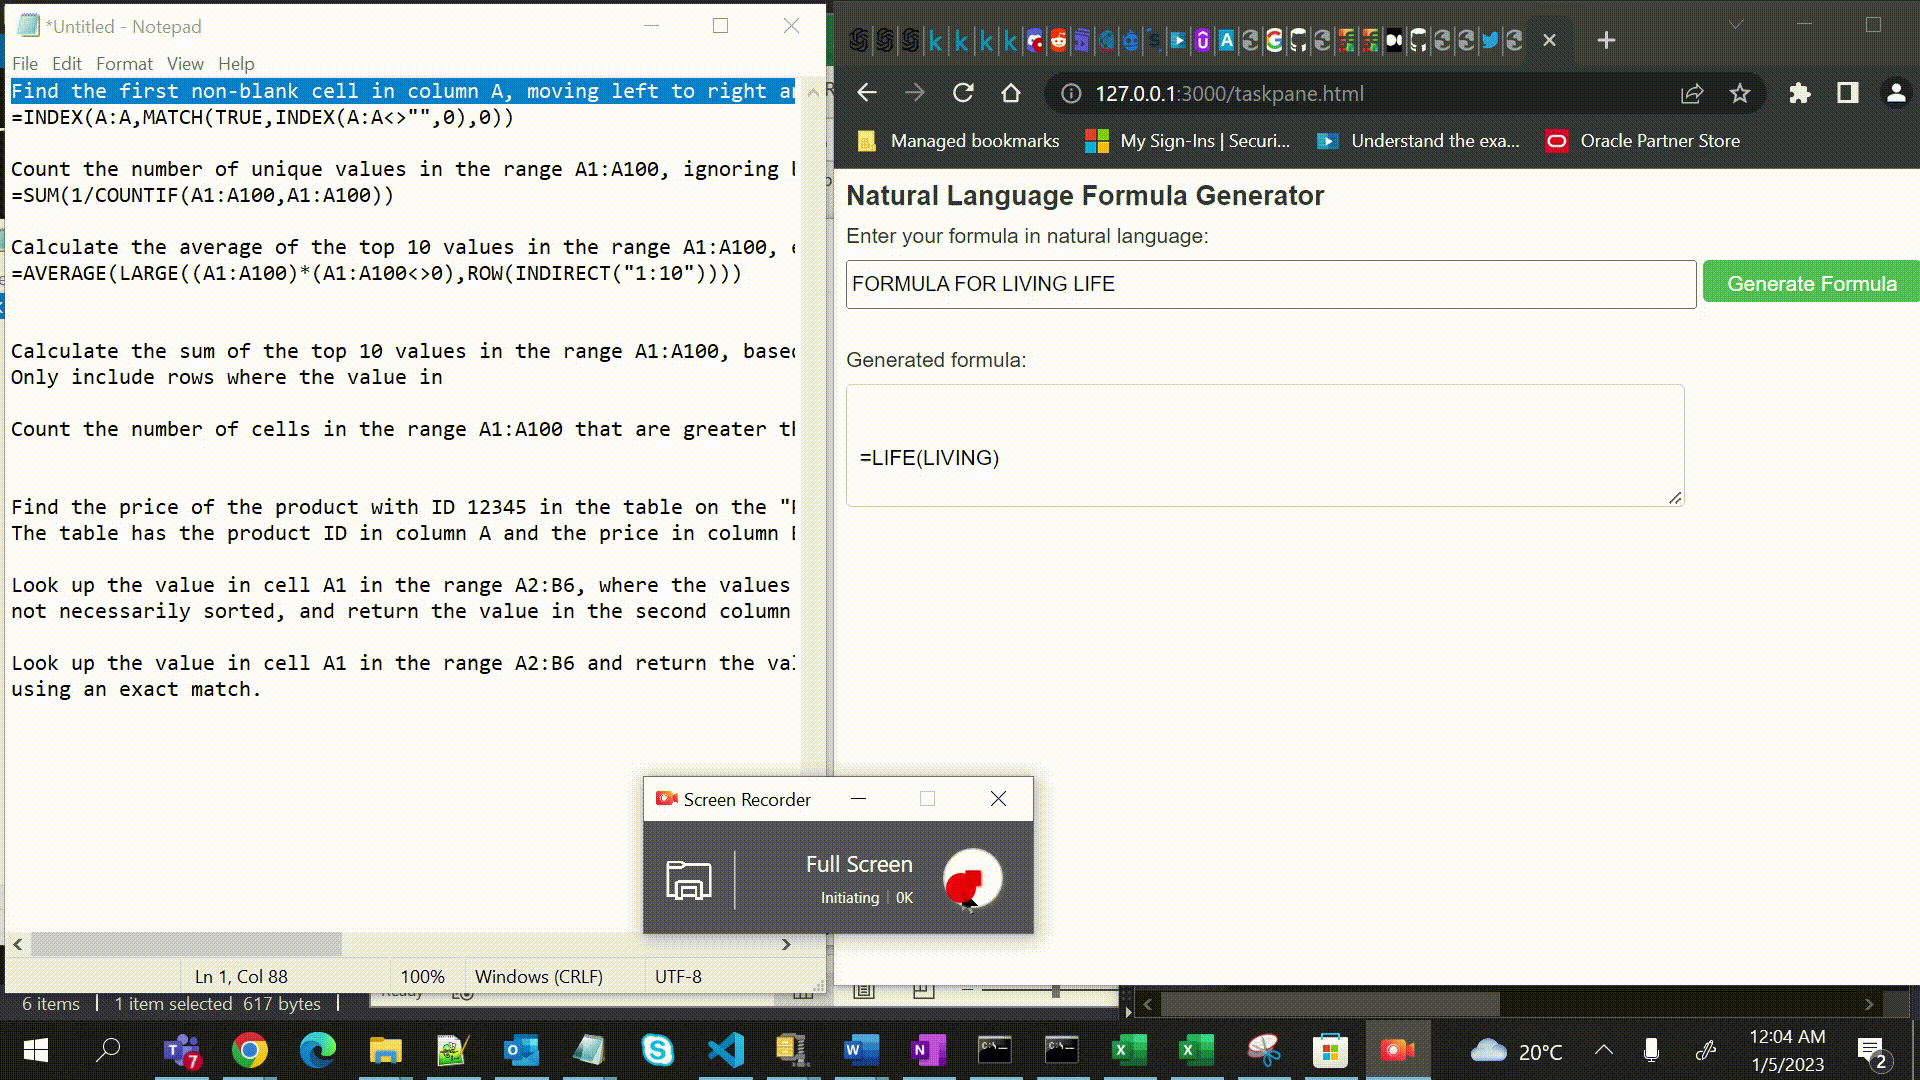 *Untitled - Notepad
File Edit Format View Help
Find the first non-blank cell in column A, moving left to right a
=INDEX(A:A,MATCH(TRUE,INDEX(A:A<>"",0),0))
Count the number of unique values in the range A1:A100, ignoring
=SUM(1/COUNTIF(A1:A100,A1:A100))
Calculate the average of the top 10 values in the range A1:A100,
=AVERAGE(LARGE((A1:A100)*(A1:A100<>0),ROW(INDIRECT("1:10"))))
Calculate the sum of the top 10 values in the range A1:A100, base
Only include rows where the value in
Count the number of cells in the range A1:A100 that are greater t
Find the price of the product with ID 12345 in the table on the "
The table has the product ID in column A and the price in column
Look up the value in cell A1 in the range A2:B6, where the values
not necessarily sorted, and return the value in the second column
Look up the value in cell A1 in the range A2:B6 and return the va
using an exact match.
Ln 1, Col 88 100% Windows (CRLF) UTF-8
6 items 1 item selected 617 bytes
127.0.0.1:3000/taskpane.html
Managed bookmarks My Sign-Ins | Securi... Understand the exa... Oracle Partner Store
Natural Language Formula Generator
Enter your formula in natural language:
FORMULA FOR LIVING LIFE
Generate Formula
Generated formula:
=LIFE(LIVING)
Screen Recorder
Full Screen
Initiating 0K
7
20°C
12:04 AM
1/5/2023
2